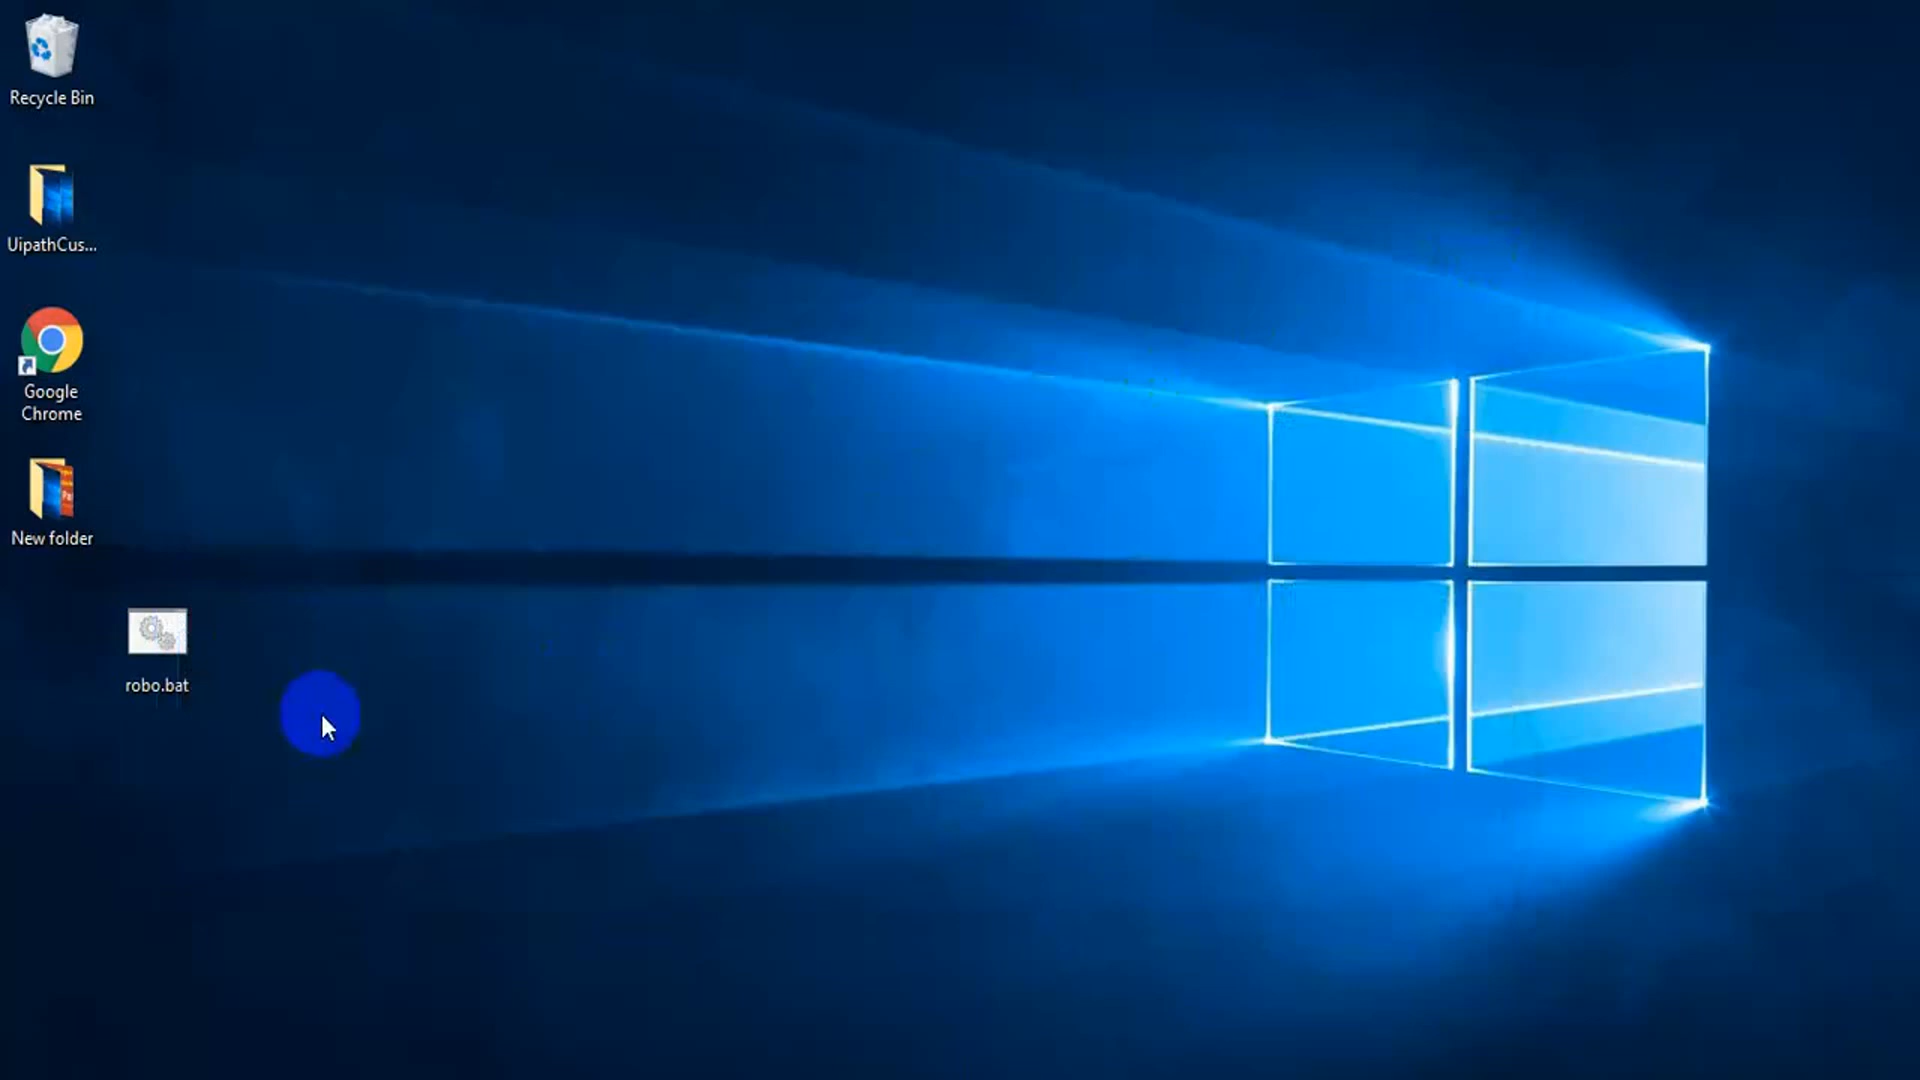 Recycle Bin
UipathCus...
Google
Chrome
New folder
robo.bat